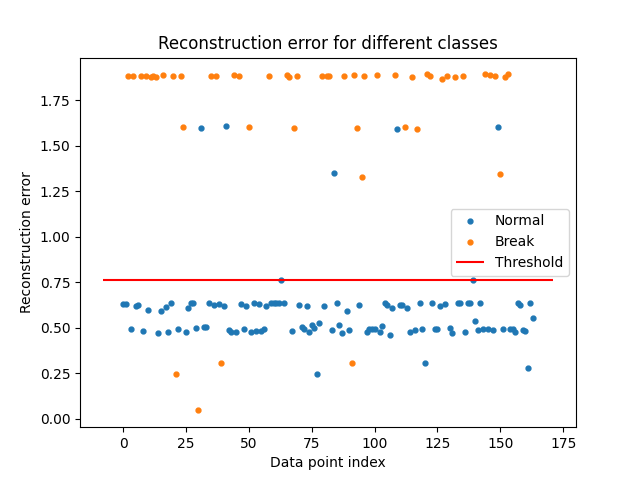 Reconstruction error for different classes
Reconstruction error
1.75
1.50
1.25
1.00
0.75
0.50
0.25
0.00
Normal
Break
Threshold
0 25 50 75 100 125 150 175
Data point index